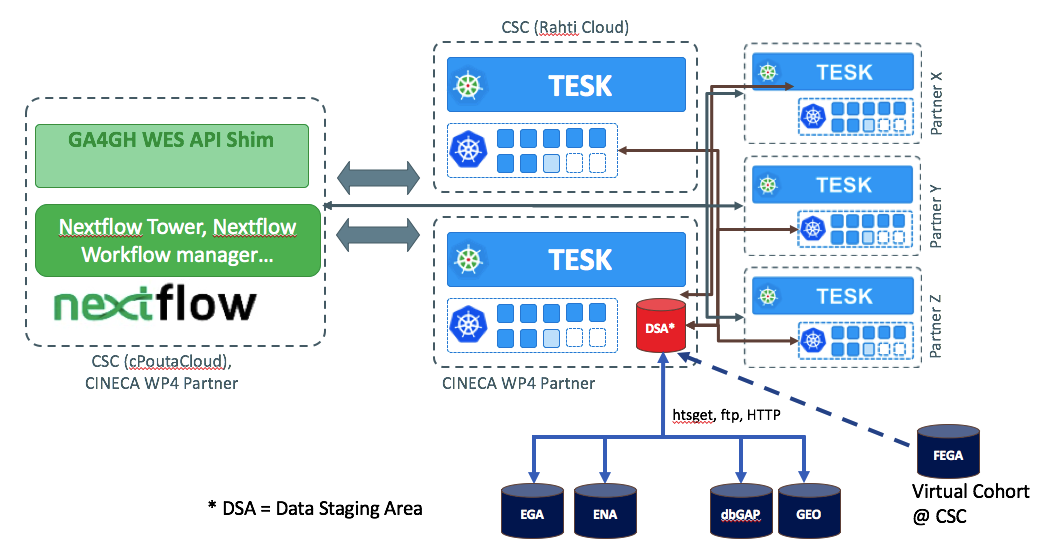 CSC (Rahti Cloud)
TESK
GA4GH WES API Shim
Nextflow Tower, Nextflow
Workflow manager...
nextflow
CSC (cPoutaCloud),
CINECA WP4 Partner
TESK
DSA*
CINECA WP4 Partner
TESK
Partner X
TESK
Partner Y
TESK
Partner Z
htsget, ftp, HTTP
EGA
ENA
dbGAP
GEO
FEGA
Virtual Cohort
@ CSC
* DSA = Data Staging Area